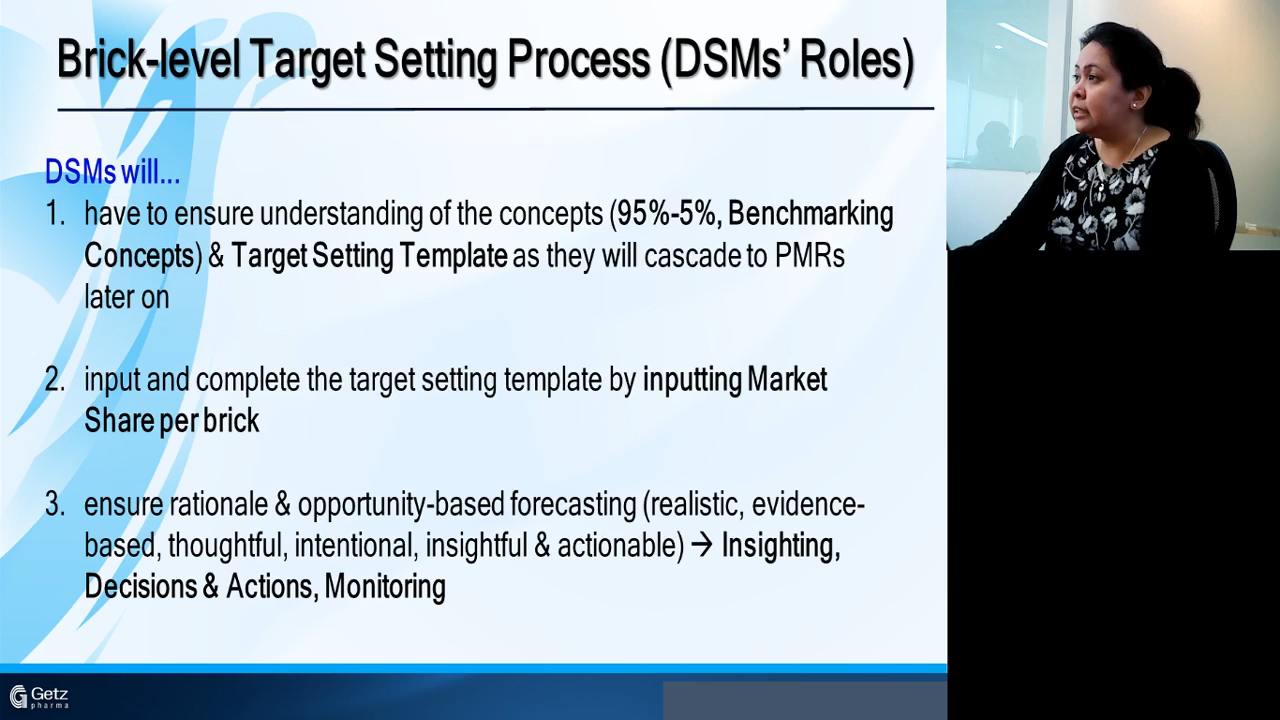 Brick-level Target Setting Process (DSMs’ Roles)
DSMs will...
1. have to ensure understanding of the concepts (95%-5%, Benchmarking
Concepts) & Target Setting Template as they will cascade to PMRs
later on
2. input and complete the target setting template by inputting Market
Share per brick
3. ensure rationale & opportunity-based forecasting (realistic, evidence-
based, thoughtful, intentional, insightful & actionable) → Insighting,
Decisions & Actions, Monitoring
Getz
pharma